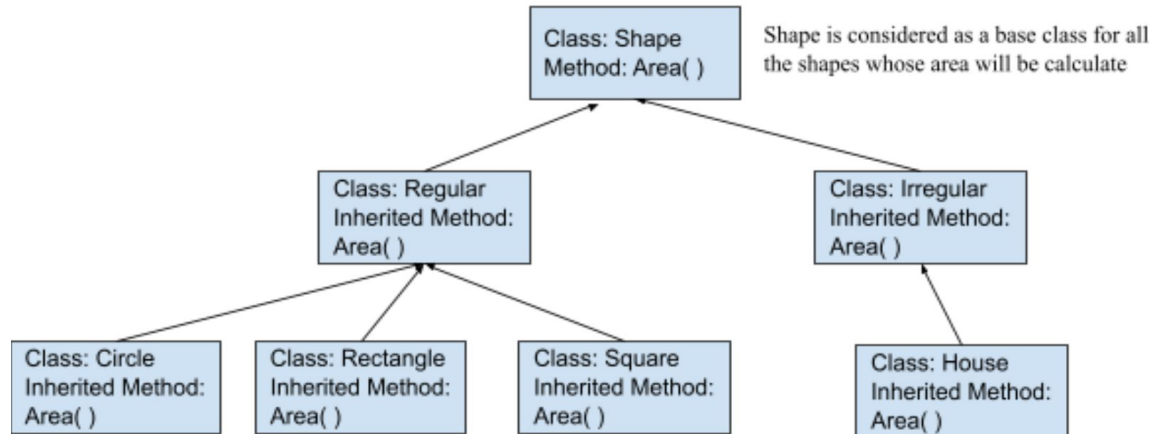 Class: Shape
Method: Area( )
Shape is considered as a base class for all
the shapes whose area will be calculate
Class: Regular
Inherited Method:
Area( )
Class: Irregular
Inherited Method:
Area( )
Class: Circle
Inherited Method:
Area( )
Class: Rectangle
Inherited Method:
Area( )
Class: Square
Inherited Method:
Area( )
Class: House
Inherited Method:
Area( )